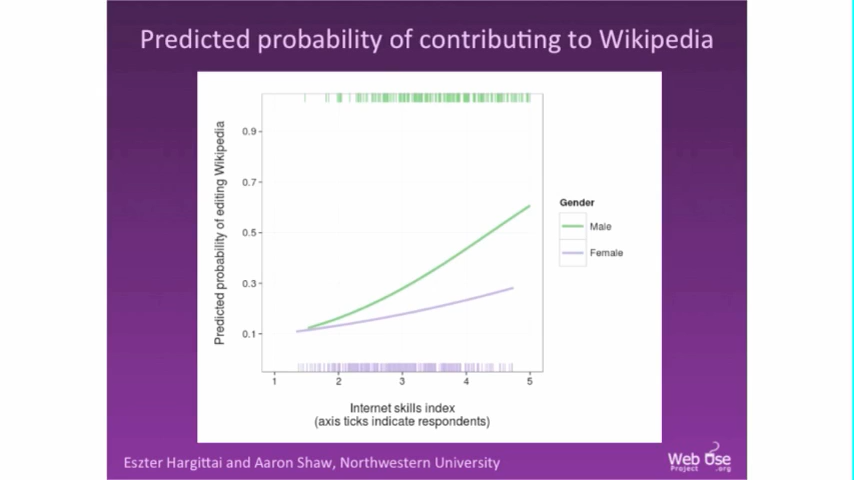 Predicted probability of contributing to Wikipedia
Predicted probability of editing Wikipedia
0.9
0.7
0.5
0.3
0.1
1 2 3 4 5
Internet skills index
(axis ticks indicate respondents)
Gender
Male
Female
Eszter Hargittai and Aaron Shaw, Northwestern University
Web Use
Project .org